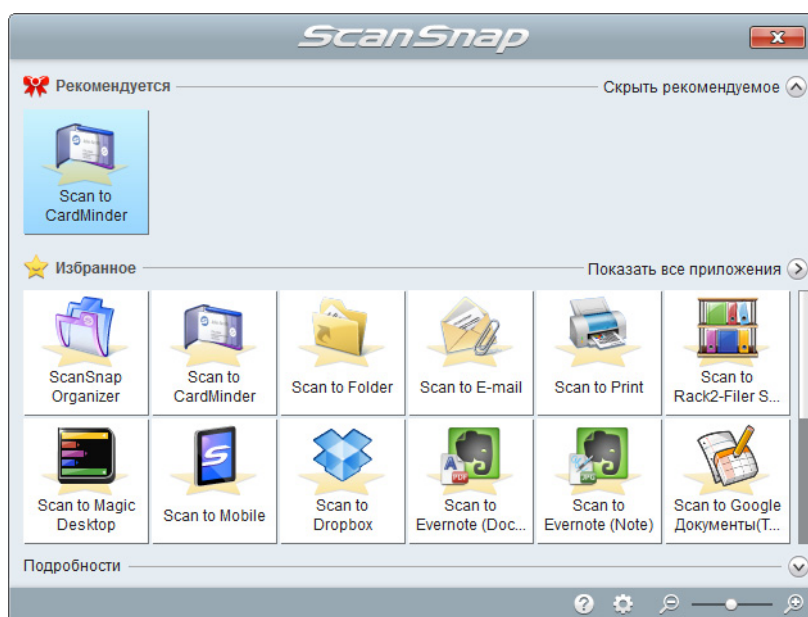 ScanSnap
Рекомендуется
Скрыть рекомендуемое
Scan to
CardMinder
Избранное
Показать все приложения
ScanSnap
Organizer
Scan to
CardMinder
Scan to Folder
Scan to E-mail
Scan to Print
Scan to
Rack2-Filer S...
Scan to Magic
Desktop
Scan to Mobile
Scan to
Dropbox
Scan to
Evernote (Doc...
Scan to
Evernote (Note)
Scan to Google
Документы(Т...
Подробности